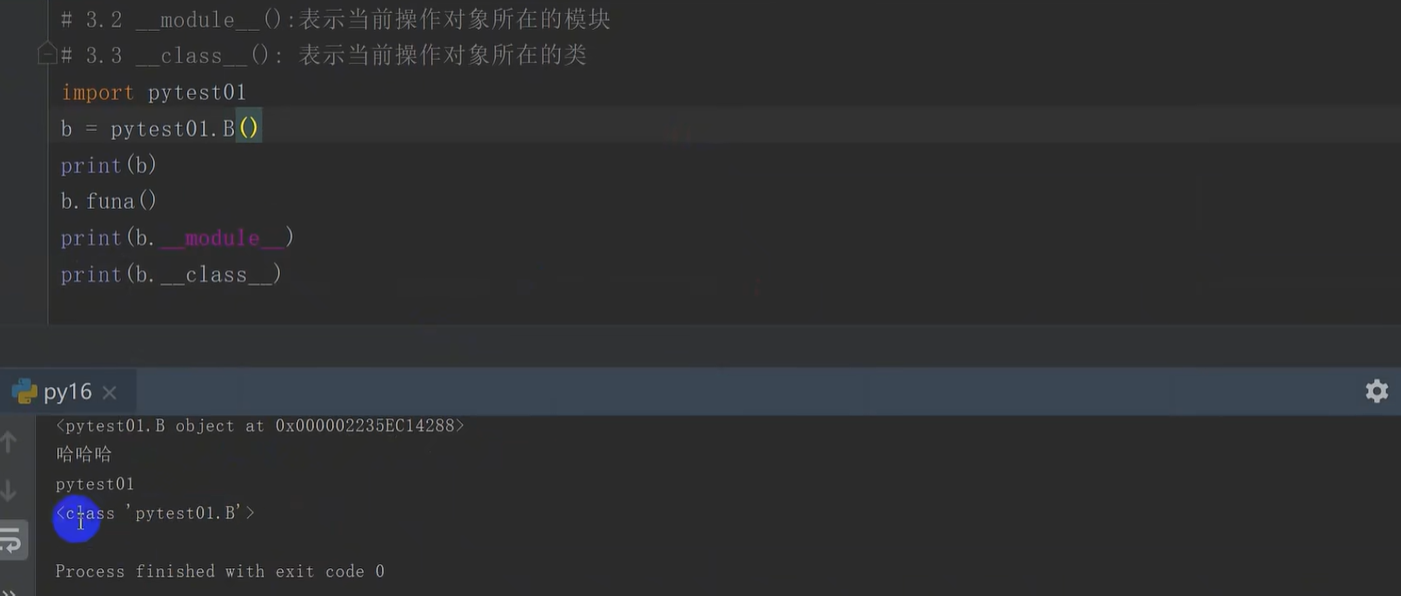 # 3.2 __module__():表示当前操作对象所在的模块
# 3.3 __class__(): 表示当前操作对象所在的类
import pytest01
b = pytest01.B()
print(b)
b.funa()
print(b.__module__)
print(b.__class__)
py16
<pytest01.B object at 0x000002235EC14288>
哈哈哈
pytest01
<class 'pytest01.B'>
Process finished with exit code 0